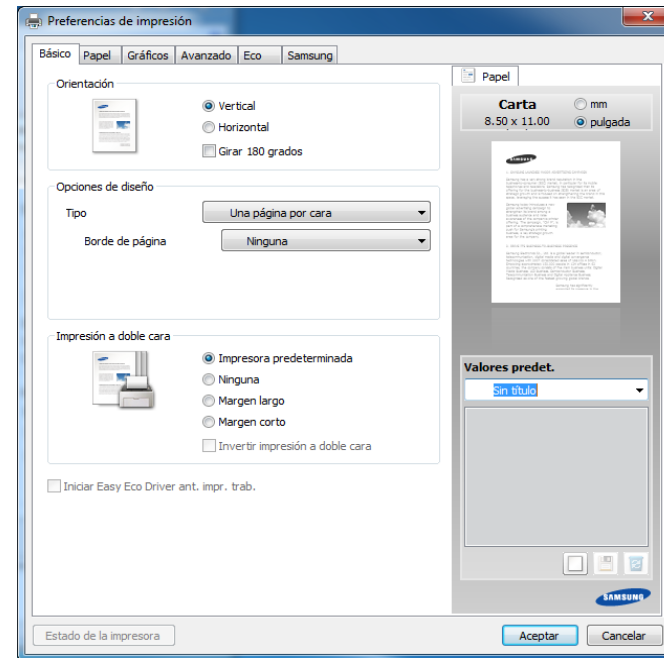 Preferencias de impresión
Básico Papel Gráficos Avanzado Eco Samsung
Orientación
Vertical
Horizontal
Girar 180 grados
Opciones de diseño
Tipo Una página por cara
Borde de página Ninguna
Impresión a doble cara
Impresora predeterminada
Ninguna
Margen largo
Margen corto
Invertir impresión a doble cara
Iniciar Easy Eco Driver ant. impr. trab.
Papel
Carta mm
8.50 x 11.00 pulgada
Valores predet.
Sin título
SAMSUNG
Estado de la impresora Aceptar Cancelar